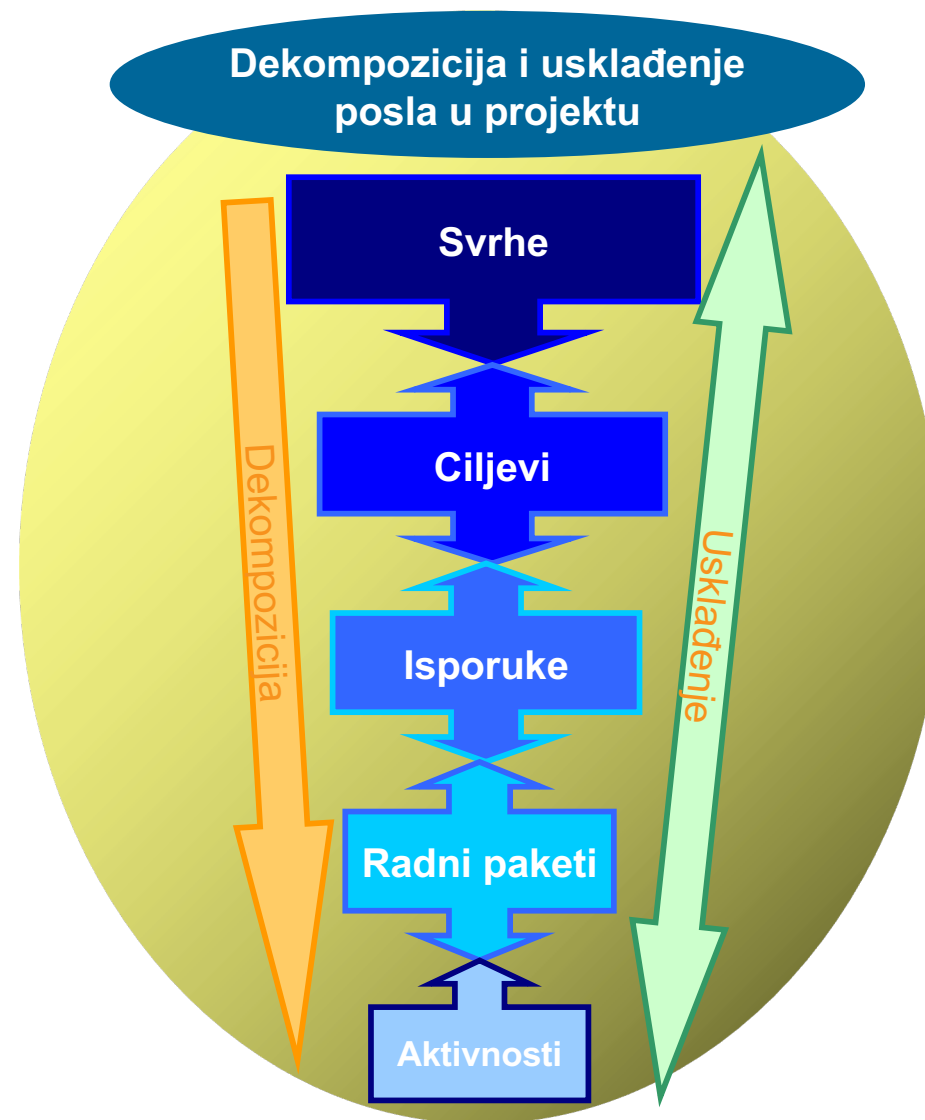 Dekompozicija i usklađenje
posla u projektu
Svrhe
Ciljevi
Dekompozicija
Usklađenje
Isporuke
Radni paketi
Aktivnosti